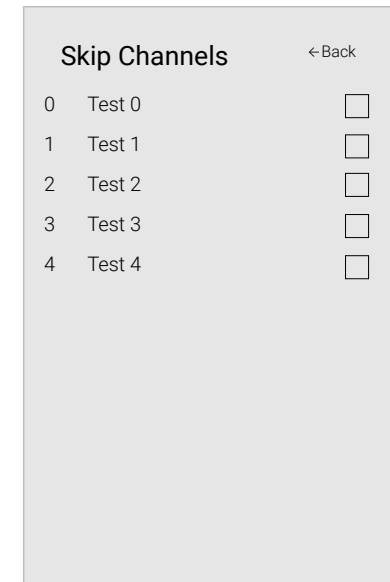 Skip Channels ←Back
0 Test 0
1 Test 1
2 Test 2
3 Test 3
4 Test 4